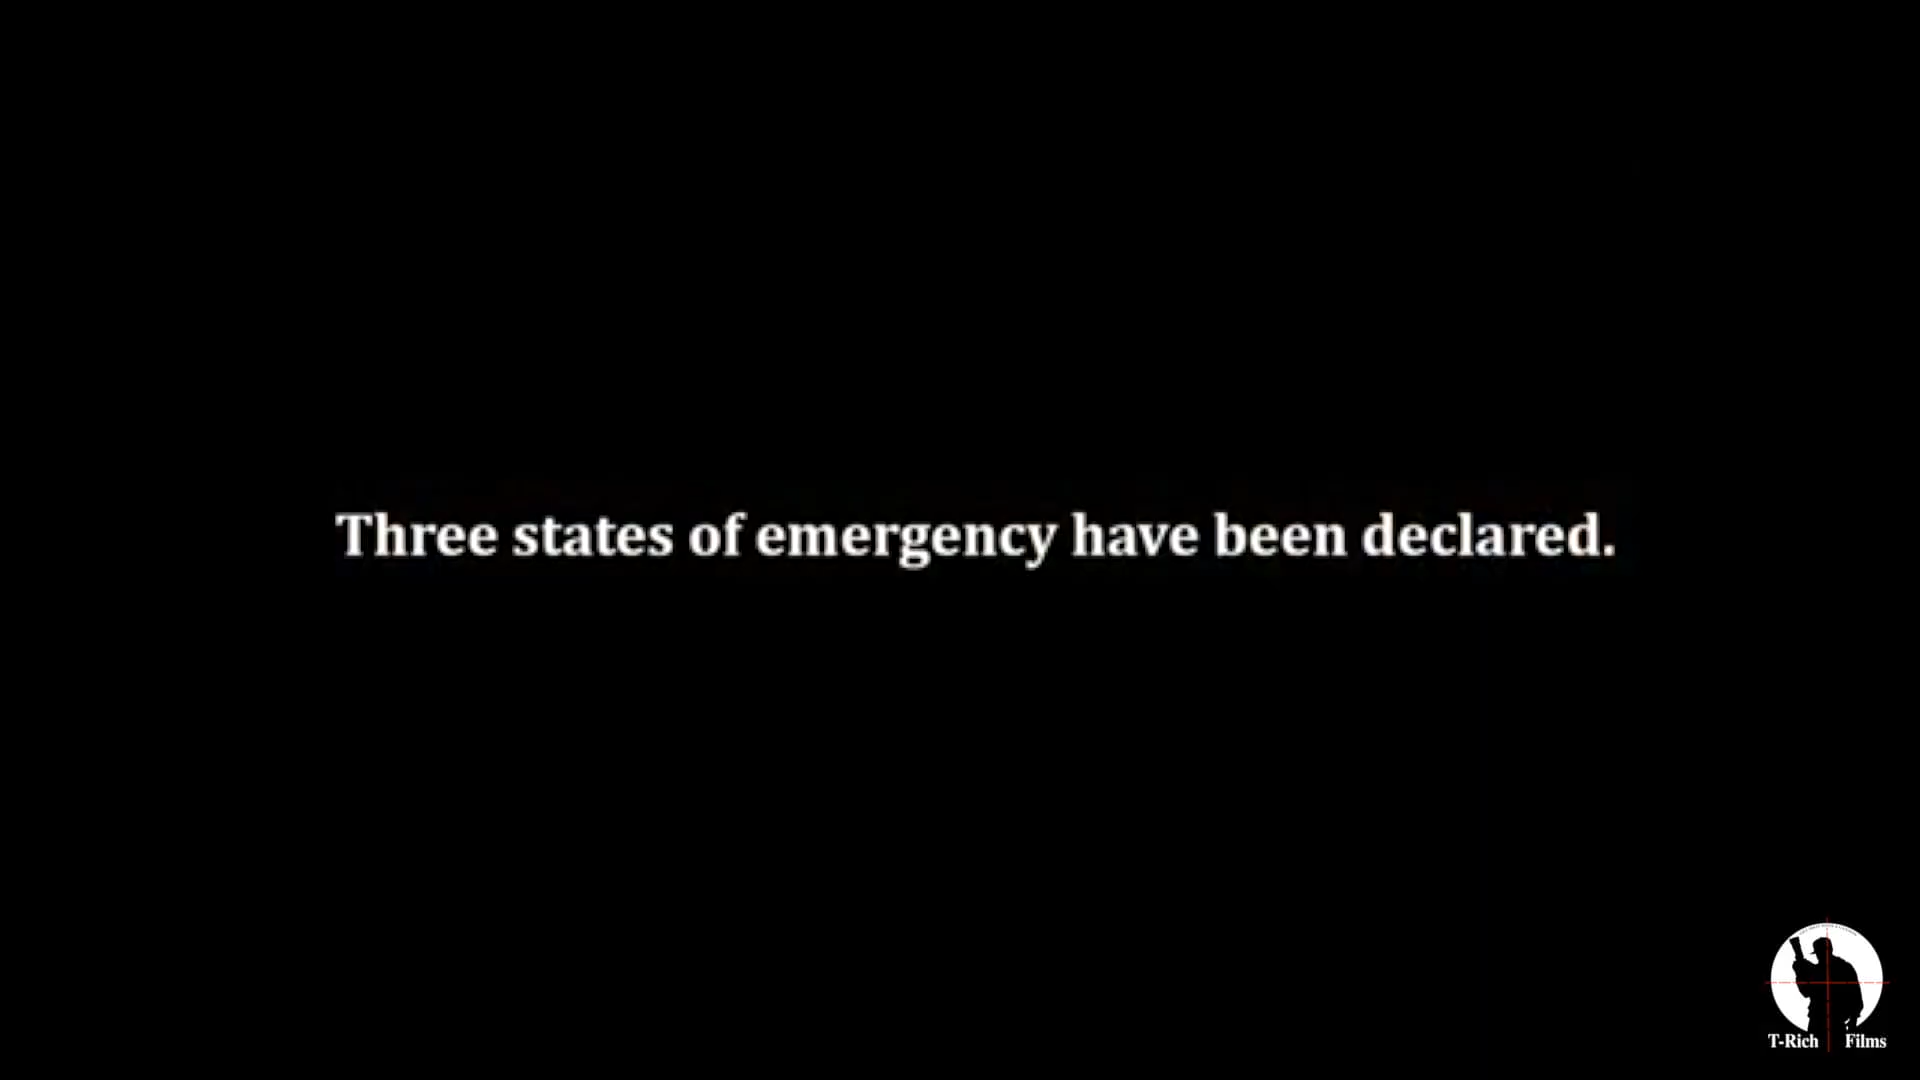 Three states of emergency have been declared.
T-Rich Films